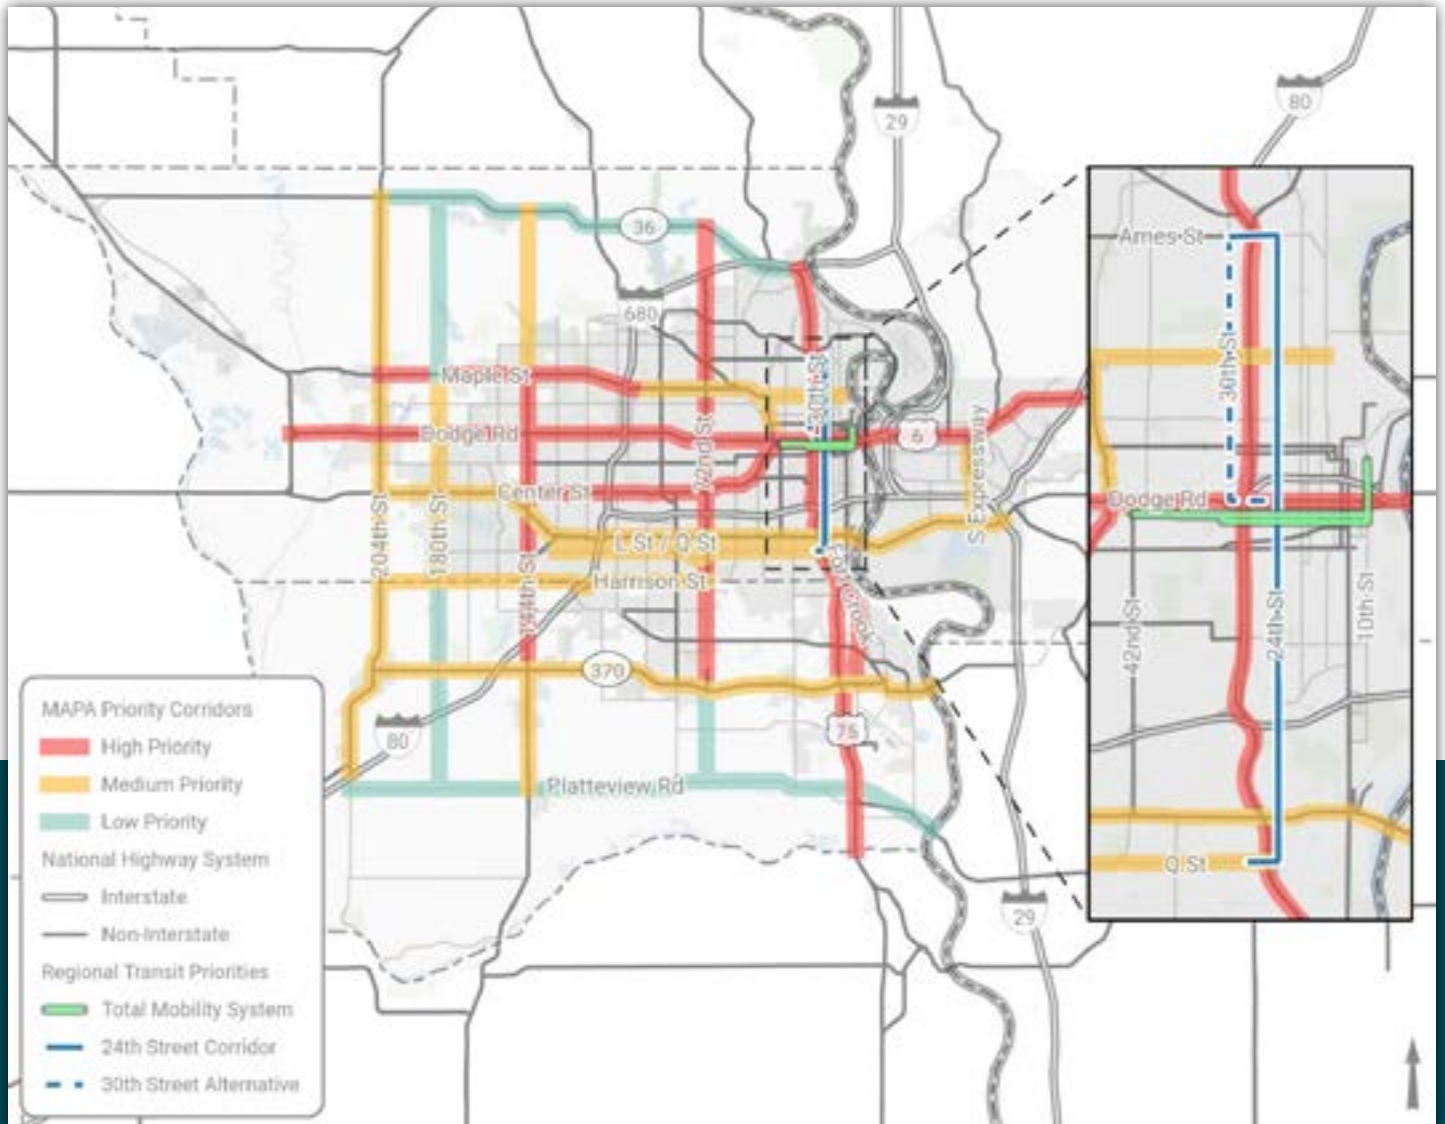 29
80
36
680
Ames St
30th St
Maple St
30th St
Dodge Rd
6
72nd St
S Expressway
Center St
Dodge Rd
204th St
180th St
L St / Q St
144th St
Harrison St
Fort Crook
42nd St
24th St
10th St
370
75
80
Platteview Rd
Q St
29
MAPA Priority Corridors
High Priority
Medium Priority
Low Priority
National Highway System
Interstate
Non-Interstate
Regional Transit Priorities
Total Mobility System
24th Street Corridor
30th Street Alternative